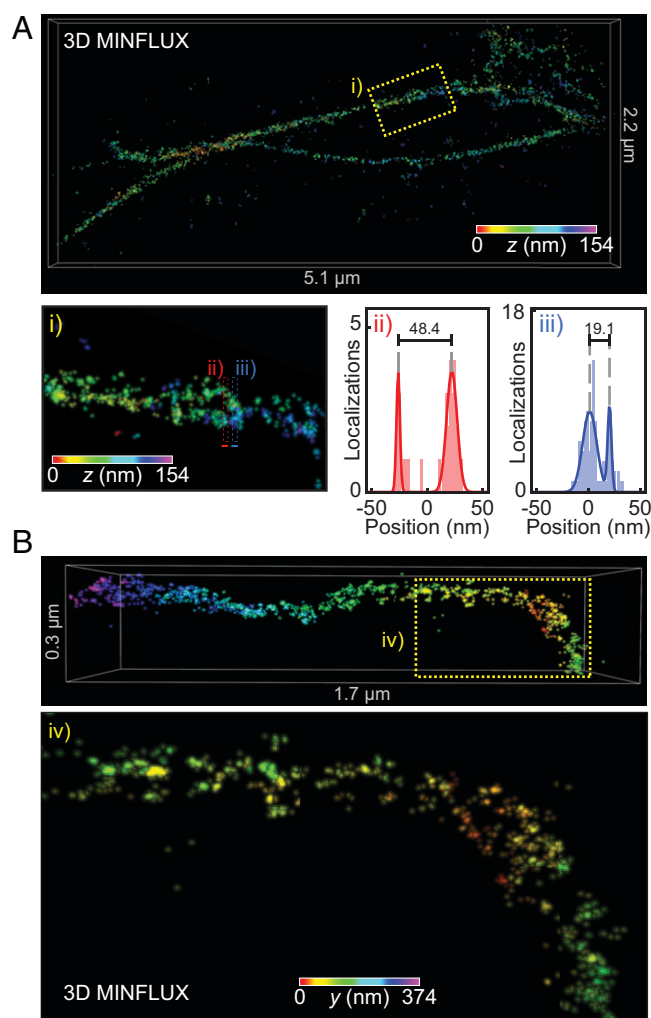 A
3D MINFLUX
i)
2.2 µm
0 z (nm) 154
5.1 µm
i)
ii)
iii)
0 z (nm) 154
5
ii)
48.4
Localizations
0
-50 0 50
Position (nm)
18
iii)
19.1
Localizations
0
-50 0 50
Position (nm)
B
0.3 µm
iv)
1.7 µm
iv)
3D MINFLUX
0 y (nm) 374